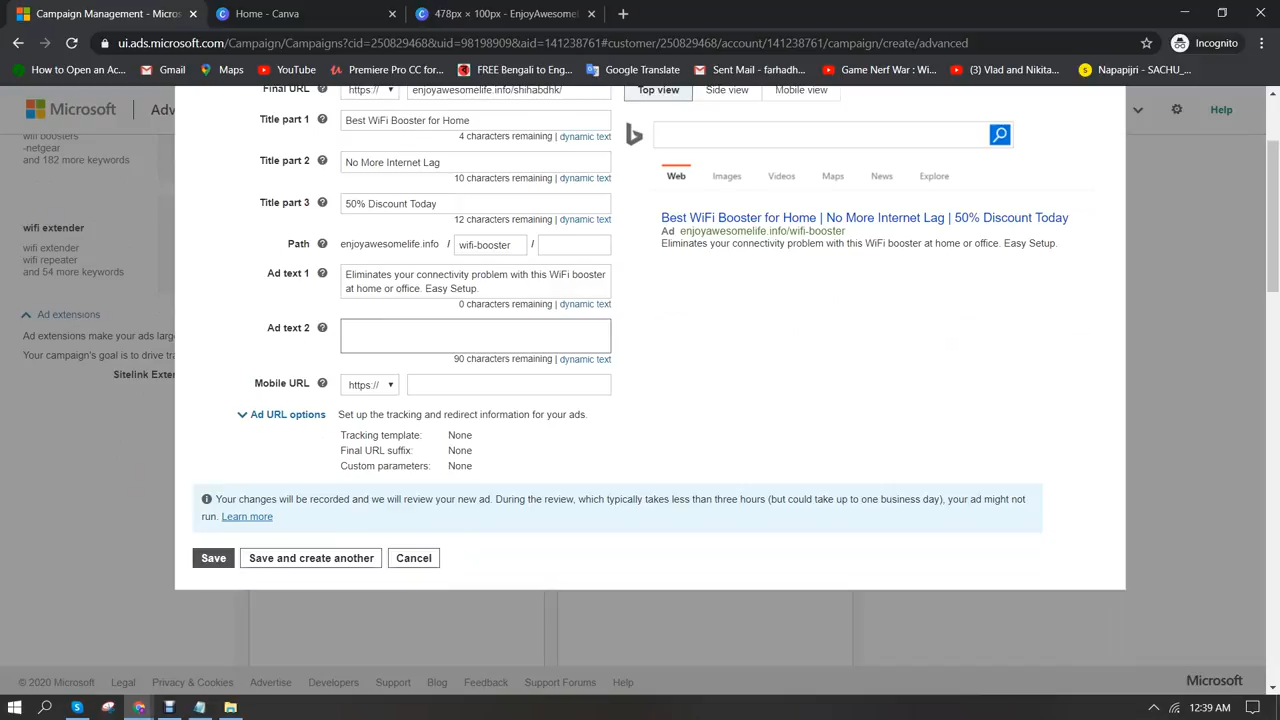 Campaign Management - Micros
Home - Canva
478px × 100px - EnjoyAwesomel
ui.ads.microsoft.com/Campaign/Campaigns?cid=250829468&uid=98198909&aid=141238761#customer/250829468/account/141238761/campaign/create/advanced
Incognito
How to Open an Ac...
Gmail
Maps
YouTube
Premiere Pro CC for...
FREE Bengali to Eng...
Google Translate
Sent Mail - farhadh...
Game Nerf War : Wi...
(3) Vlad and Nikita...
Napapijri - SACHU_...
Microsoft
Adv
Help
wifi boosters
-netgear
and 182 more keywords
wifi extender
wifi extender
wifi repeater
and 54 more keywords
Ad extensions
Ad extensions make your ads larg
Your campaign's goal is to drive tra
Sitelink Exter
Final URL
https://
enjoyawesomelife.info/shihabdhk/
Title part 1
Best WiFi Booster for Home
4 characters remaining | dynamic text
Title part 2
No More Internet Lag
10 characters remaining | dynamic text
Title part 3
50% Discount Today
12 characters remaining | dynamic text
Path
enjoyawesomelife.info / wifi-booster /
Ad text 1
Eliminates your connectivity problem with this WiFi booster
at home or office. Easy Setup.
0 characters remaining | dynamic text
Ad text 2
90 characters remaining | dynamic text
Mobile URL
https://
Ad URL options
Set up the tracking and redirect information for your ads.
Tracking template: None
Final URL suffix: None
Custom parameters: None
Top view
Side view
Mobile view
Web
Images
Videos
Maps
News
Explore
Best WiFi Booster for Home | No More Internet Lag | 50% Discount Today
Ad enjoyawesomelife.info/wifi-booster
Eliminates your connectivity problem with this WiFi booster at home or office. Easy Setup.
Your changes will be recorded and we will review your new ad. During the review, which typically takes less than three hours (but could take up to one business day), your ad might not
run. Learn more
Save
Save and create another
Cancel
© 2020 Microsoft
Legal
Privacy & Cookies
Advertise
Developers
Support
Blog
Feedback
Support Forums
Help
Microsoft
12:39 AM